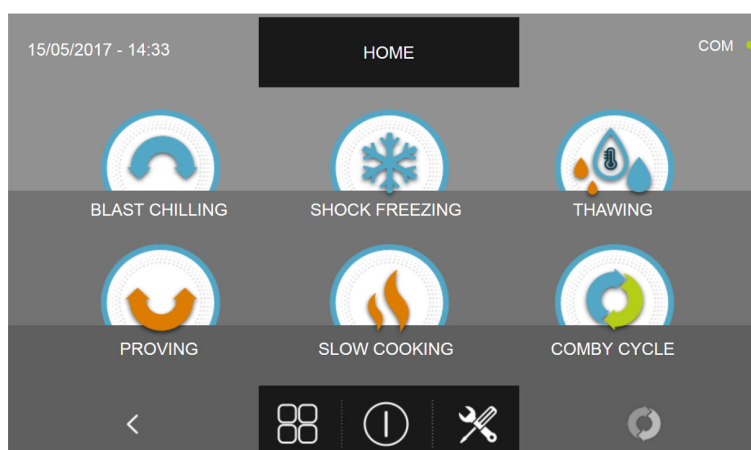 15/05/2017 - 14:33
HOME
COM
BLAST CHILLING
SHOCK FREEZING
THAWING
PROVING
SLOW COOKING
COMBY CYCLE